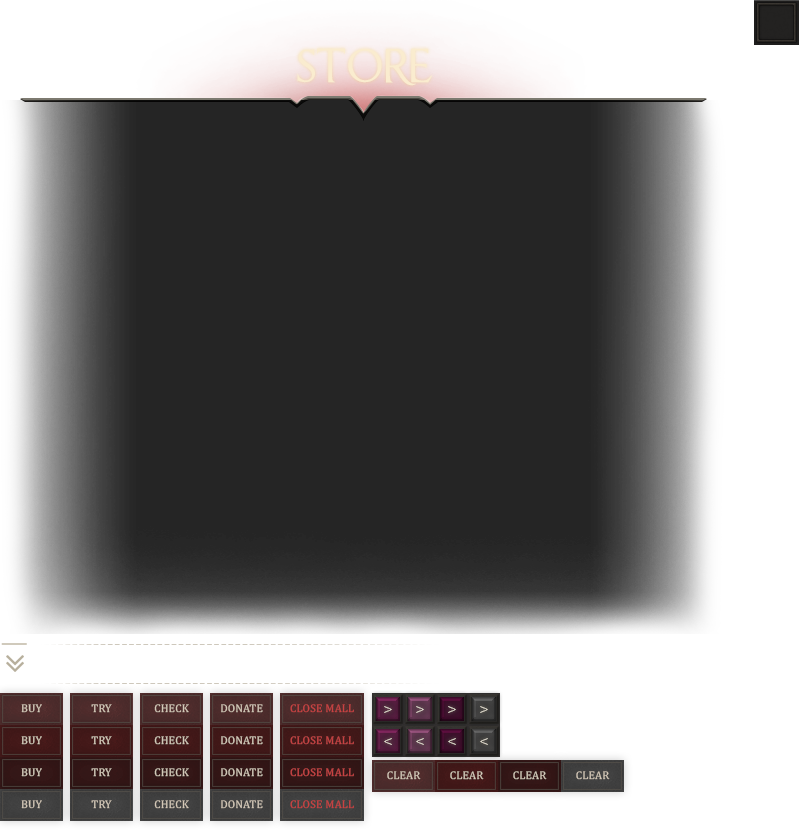 STORE
BUY TRY CHECK DONATE CLOSE MALL > > > >
BUY TRY CHECK DONATE CLOSE MALL < < < <
BUY TRY CHECK DONATE CLOSE MALL CLEAR CLEAR CLEAR CLEAR
BUY TRY CHECK DONATE CLOSE MALL